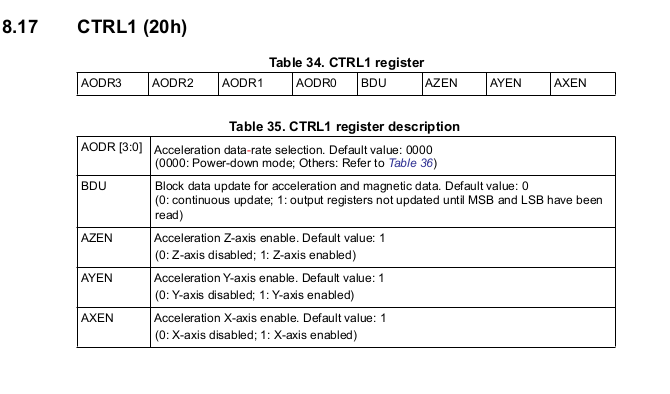 8.17 CTRL1 (20h)
Table 34. CTRL1 register
AODR3 AODR2 AODR1 AODR0 BDU AZEN AYEN AXEN
Table 35. CTRL1 register description
AODR [3:0] Acceleration data-rate selection. Default value: 0000
(0000: Power-down mode; Others: Refer to Table 36)
BDU Block data update for acceleration and magnetic data. Default value: 0
(0: continuous update; 1: output registers not updated until MSB and LSB have been
read)
AZEN Acceleration Z-axis enable. Default value: 1
(0: Z-axis disabled; 1: Z-axis enabled)
AYEN Acceleration Y-axis enable. Default value: 1
(0: Y-axis disabled; 1: Y-axis enabled)
AXEN Acceleration X-axis enable. Default value: 1
(0: X-axis disabled; 1: X-axis enabled)